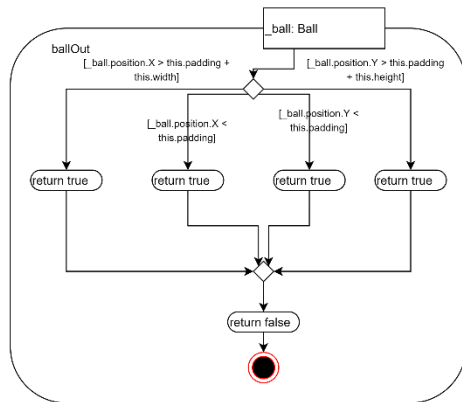 _ball: Ball
ballOut
[_ball.position.X > this.padding +
this.width]
[_ball.position.Y > this.padding
+ this.height]
[_ball.position.X <
this.padding]
[_ball.position.Y <
this.padding]
return true
return true
return true
return true
return false